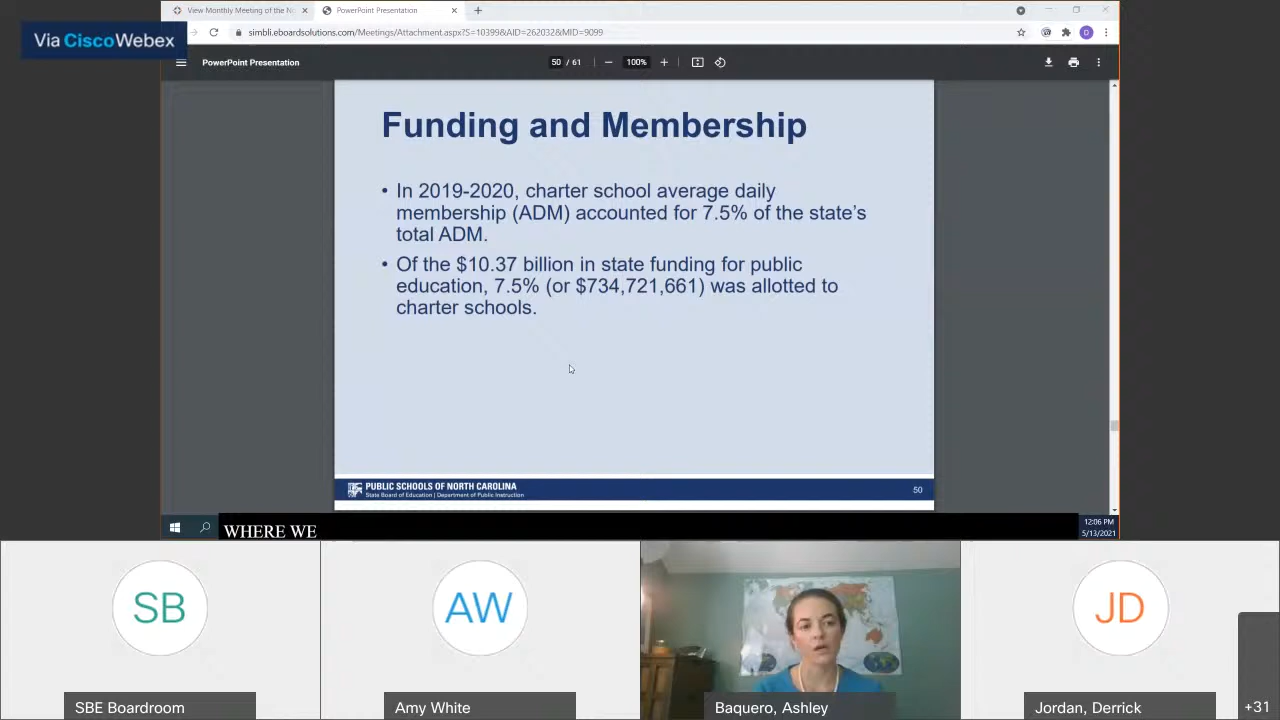 View Monthly Meeting of the N
PowerPoint Presentation
Via Cisco Webex
simbli.eboardsolutions.com/Meetings/Attachment.aspx?S=10399&AID=262032&MID=9099
D
PowerPoint Presentation
50 / 61
100%
Funding and Membership
• In 2019-2020, charter school average daily
membership (ADM) accounted for 7.5% of the state's
total ADM.
• Of the $10.37 billion in state funding for public
education, 7.5% (or $734,721,661) was allotted to
charter schools.
PUBLIC SCHOOLS OF NORTH CAROLINA
State Board of Education | Department of Public Instruction
50
WHERE WE
12:06 PM
5/13/2021
SB
AW
JD
SBE Boardroom
Amy White
Baquero, Ashley
Jordan, Derrick
+31